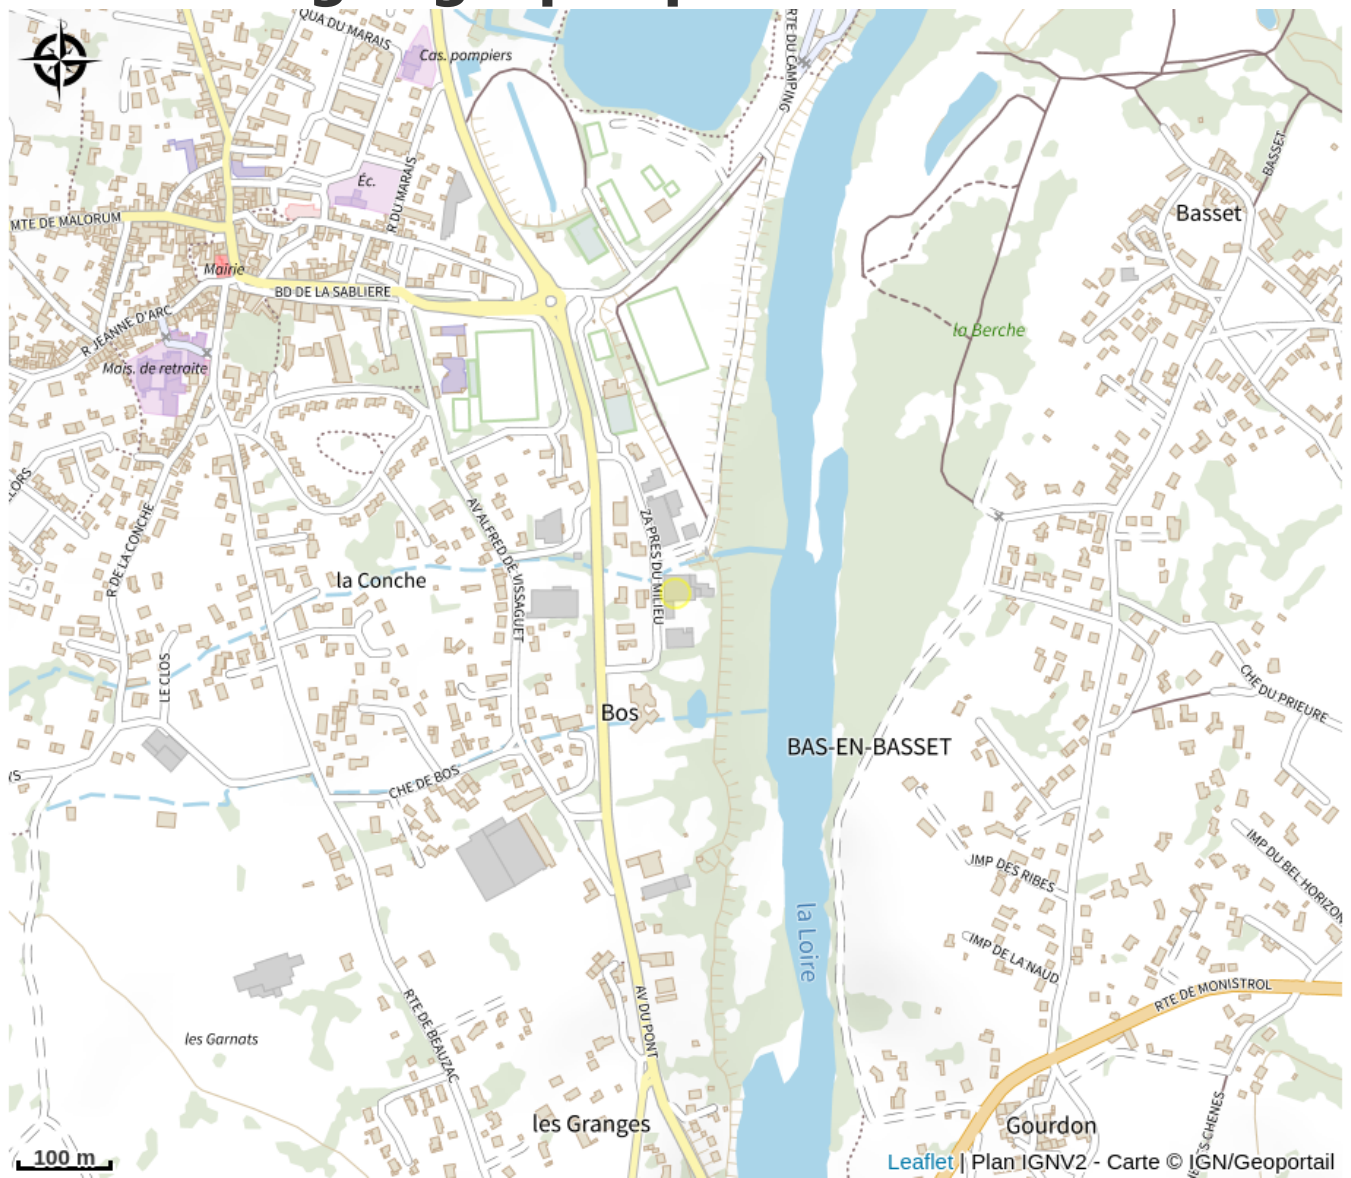 QUA DU MARAIS
Cas. pompiers
RTE DU CAMPING
BASSET
Éc.
R DU MARAIS
Basset
MTE DE MALORUM
Mairie
BD DE LA SABLIERE
R JEANNE D'ARC
la Berche
Mais. de retraite
LORS
R DE LA CONCHE
AV ALFRED DE VISSAGUET
ZA PRES DU MILIEU
la Conche
LE CLOS
CHE DU PRIEURE
Bos
BAS-EN-BASSET
CHE DE BOS
IMP DES RIBES
IMP DU BEL HORIZON
la Loire
IMP DE LA NAUD
RTE DE MONISTROL
AV DU PONT
RTE DE BEAUZAC
les Garnats
les Granges
Gourdon
TS CHENES
100 m
Leaflet | Plan IGNV2 - Carte © IGN/Geoportail